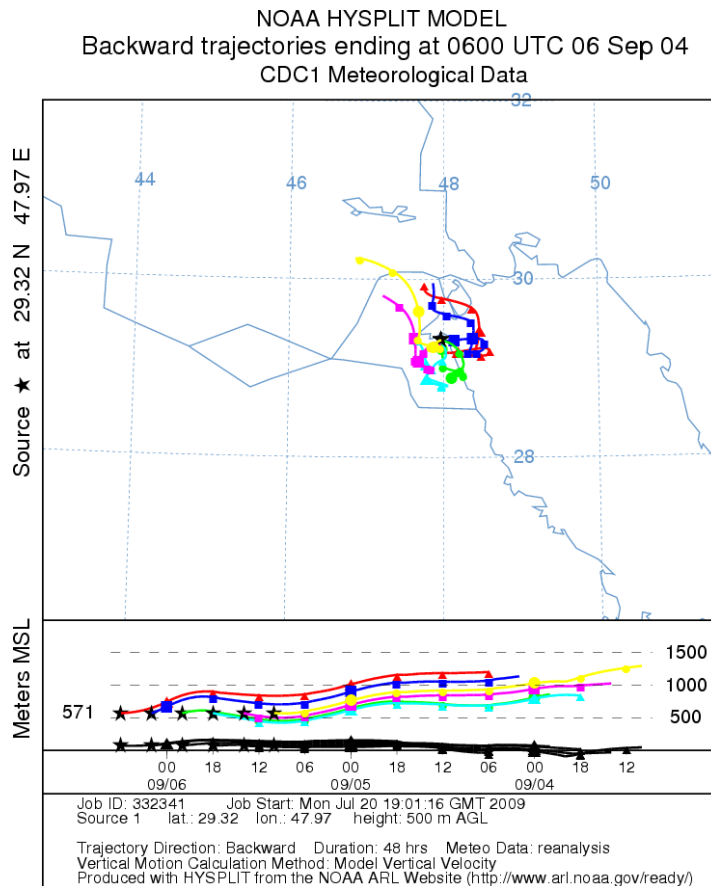 NOAA HYSPLIT MODEL
Backward trajectories ending at 0600 UTC 06 Sep 04
CDC1 Meteorological Data
Source ★ at 29.32 N 47.97 E
32
44
46
48
50
30
28
Meters MSL
571
1500
1000
500
00 18 12 06 00 18 12 06 00 18 12
09/06 09/05 09/04
Job ID: 332341 Job Start: Mon Jul 20 19:01:16 GMT 2009
Source 1 lat.: 29.32 lon.: 47.97 height: 500 m AGL
Trajectory Direction: Backward Duration: 48 hrs Meteo Data: reanalysis
Vertical Motion Calculation Method: Model Vertical Velocity
Produced with HYSPLIT from the NOAA ARL Website (http://www.arl.noaa.gov/ready/)